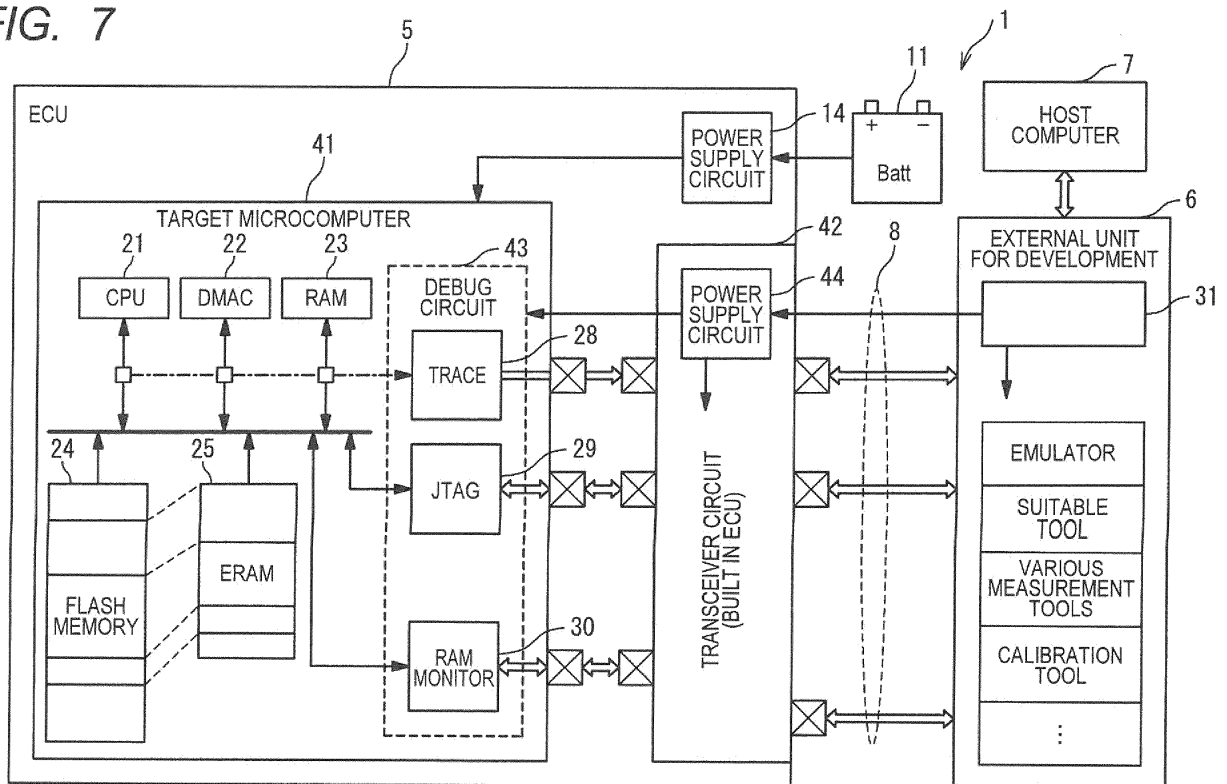 FIG. 7
5
1
11
7
ECU
14
POWER
SUPPLY
CIRCUIT
+ −
Batt
HOST
COMPUTER
41
TARGET MICROCOMPUTER
42
8
6
21
22
23
43
44
EXTERNAL UNIT
FOR DEVELOPMENT
CPU
DMAC
RAM
DEBUG
CIRCUIT
POWER
SUPPLY
CIRCUIT
31
28
TRACE
24
25
29
JTAG
EMULATOR
SUITABLE
TOOL
ERAM
FLASH
MEMORY
TRANSCEIVER CIRCUIT
(BUILT IN ECU)
VARIOUS
MEASUREMENT
TOOLS
30
RAM
MONITOR
CALIBRATION
TOOL
⋮